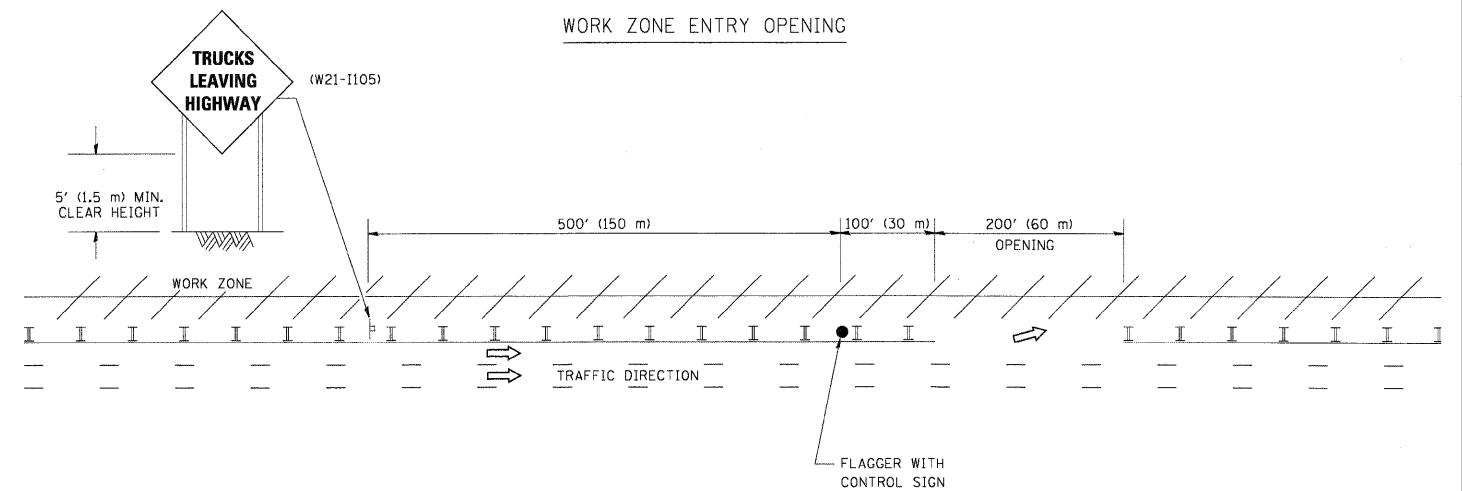 WORK ZONE ENTRY OPENING
TRUCKS
LEAVING
HIGHWAY
(W21-I105)
5' (1.5 m) MIN.
CLEAR HEIGHT
500' (150 m)
100' (30 m)
200' (60 m)
OPENING
WORK ZONE
TRAFFIC DIRECTION
FLAGGER WITH
CONTROL SIGN